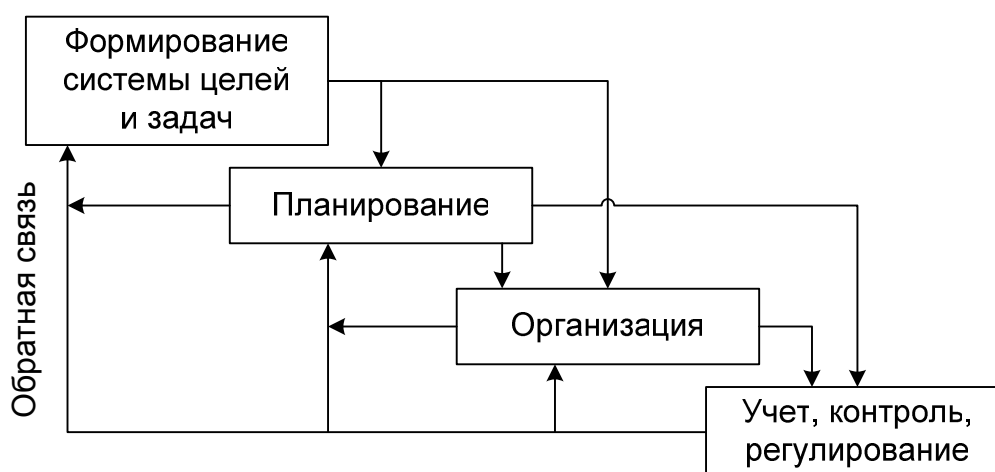 Формирование
системы целей
и задач
Планирование
Обратная связь
Организация
Учет, контроль,
регулирование